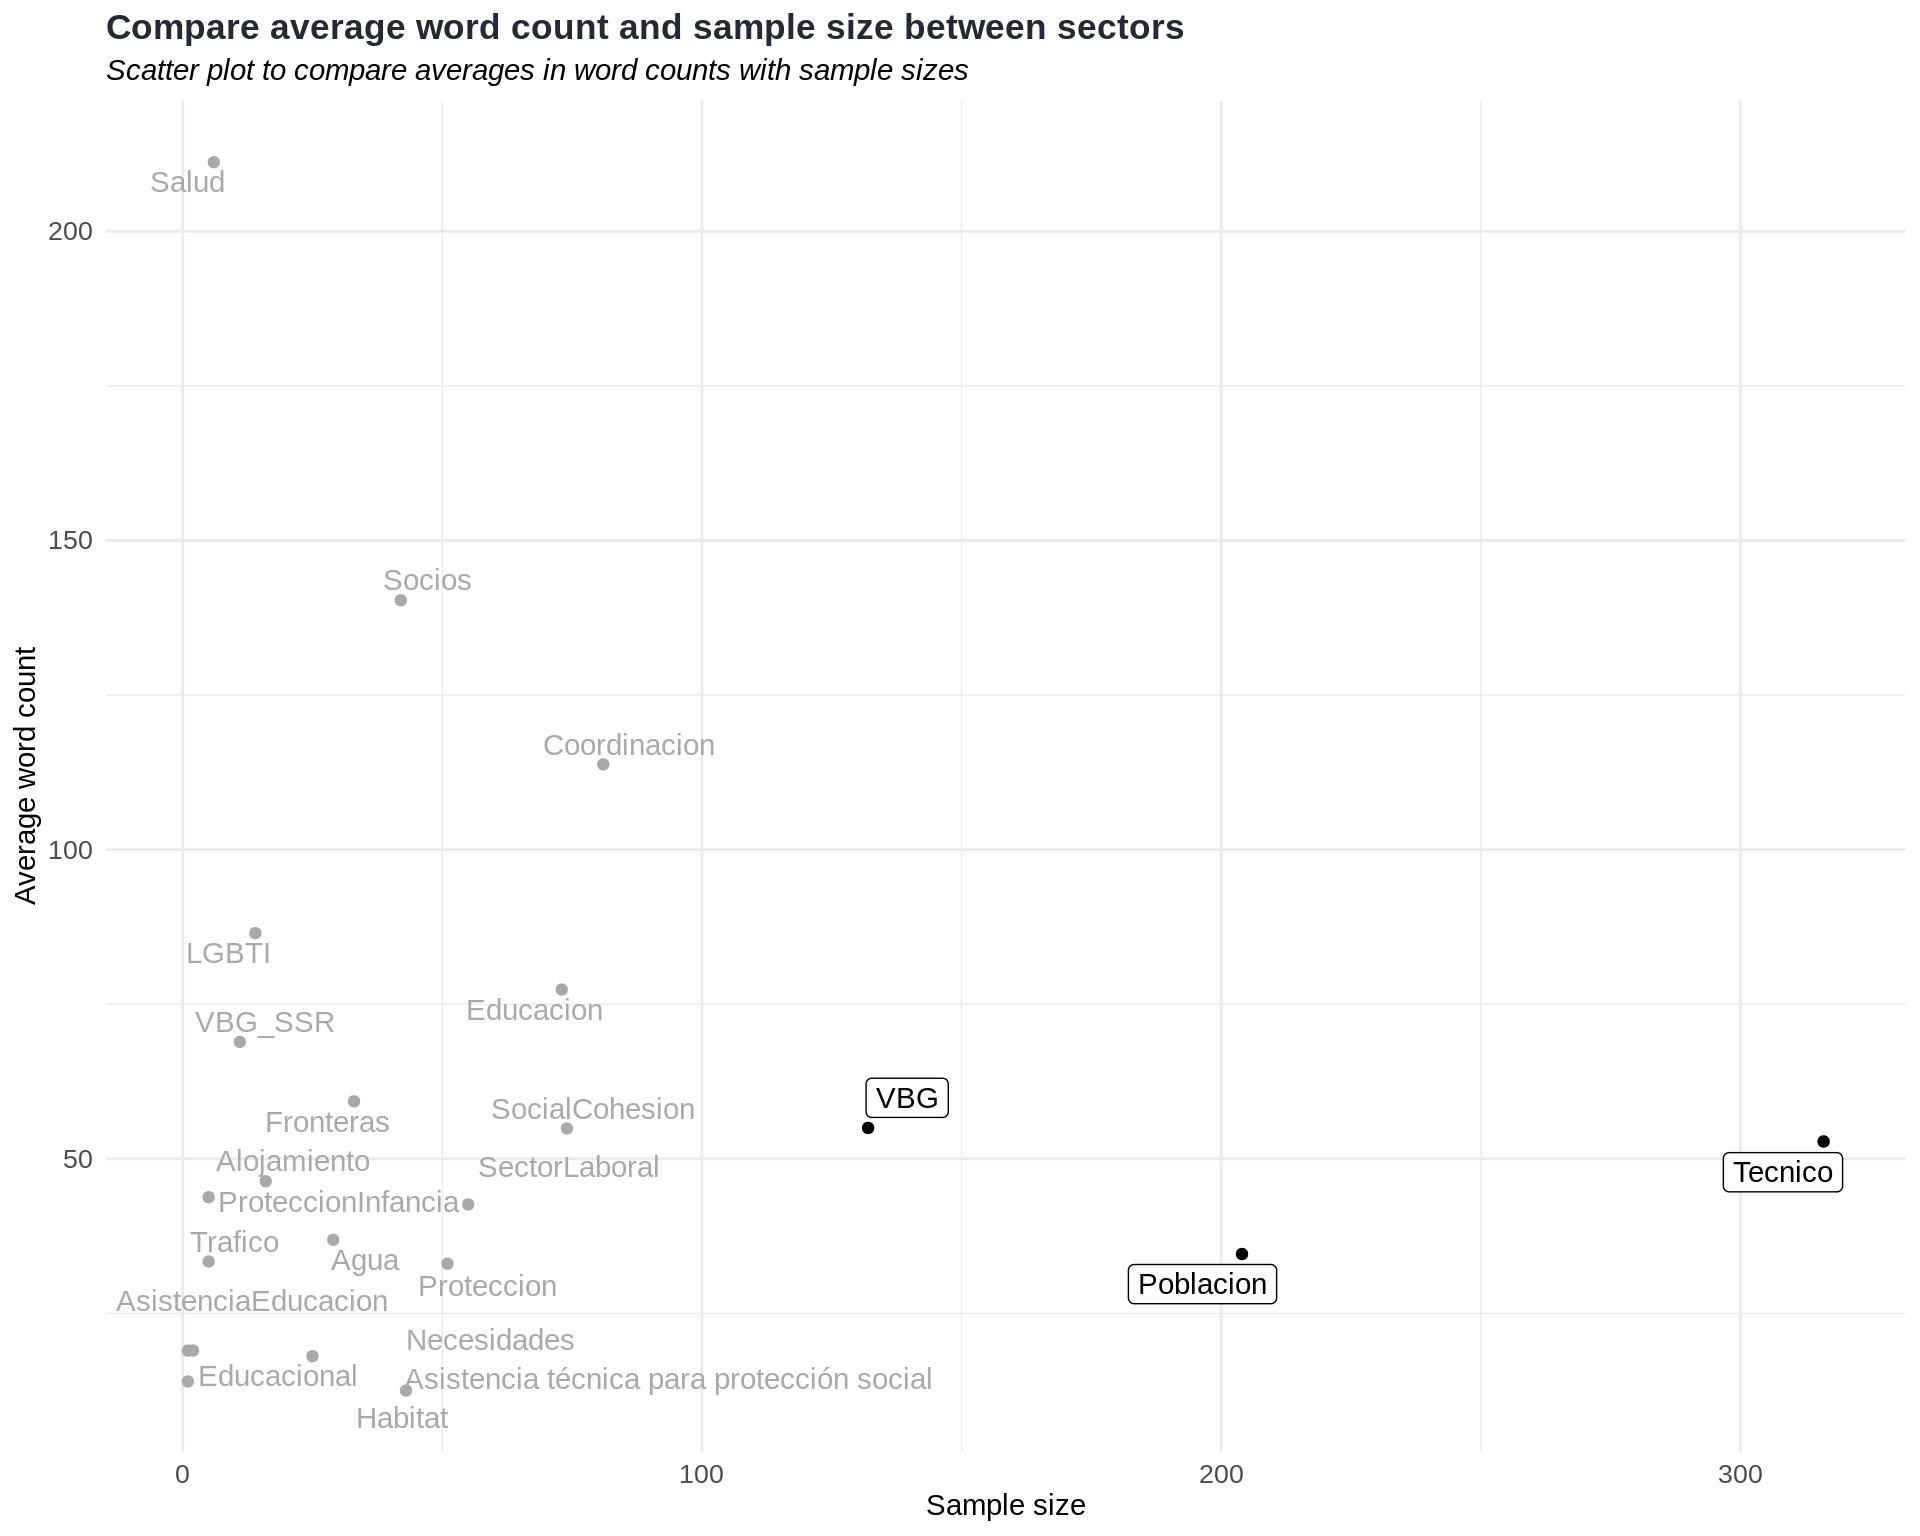 Compare average word count and sample size between sectors
Scatter plot to compare averages in word counts with sample sizes
Salud
200
150
Socios
Coordinacion
Average word count
100
LGBTI
Educacion
VBG_SSR
VBG
SocialCohesion
Fronteras
50
Alojamiento
SectorLaboral
Tecnico
ProteccionInfancia
Trafico
Agua
Proteccion
Poblacion
AsistenciaEducacion
Necesidades
Educacional
Asistencia técnica para protección social
Habitat
0
100
200
300
Sample size